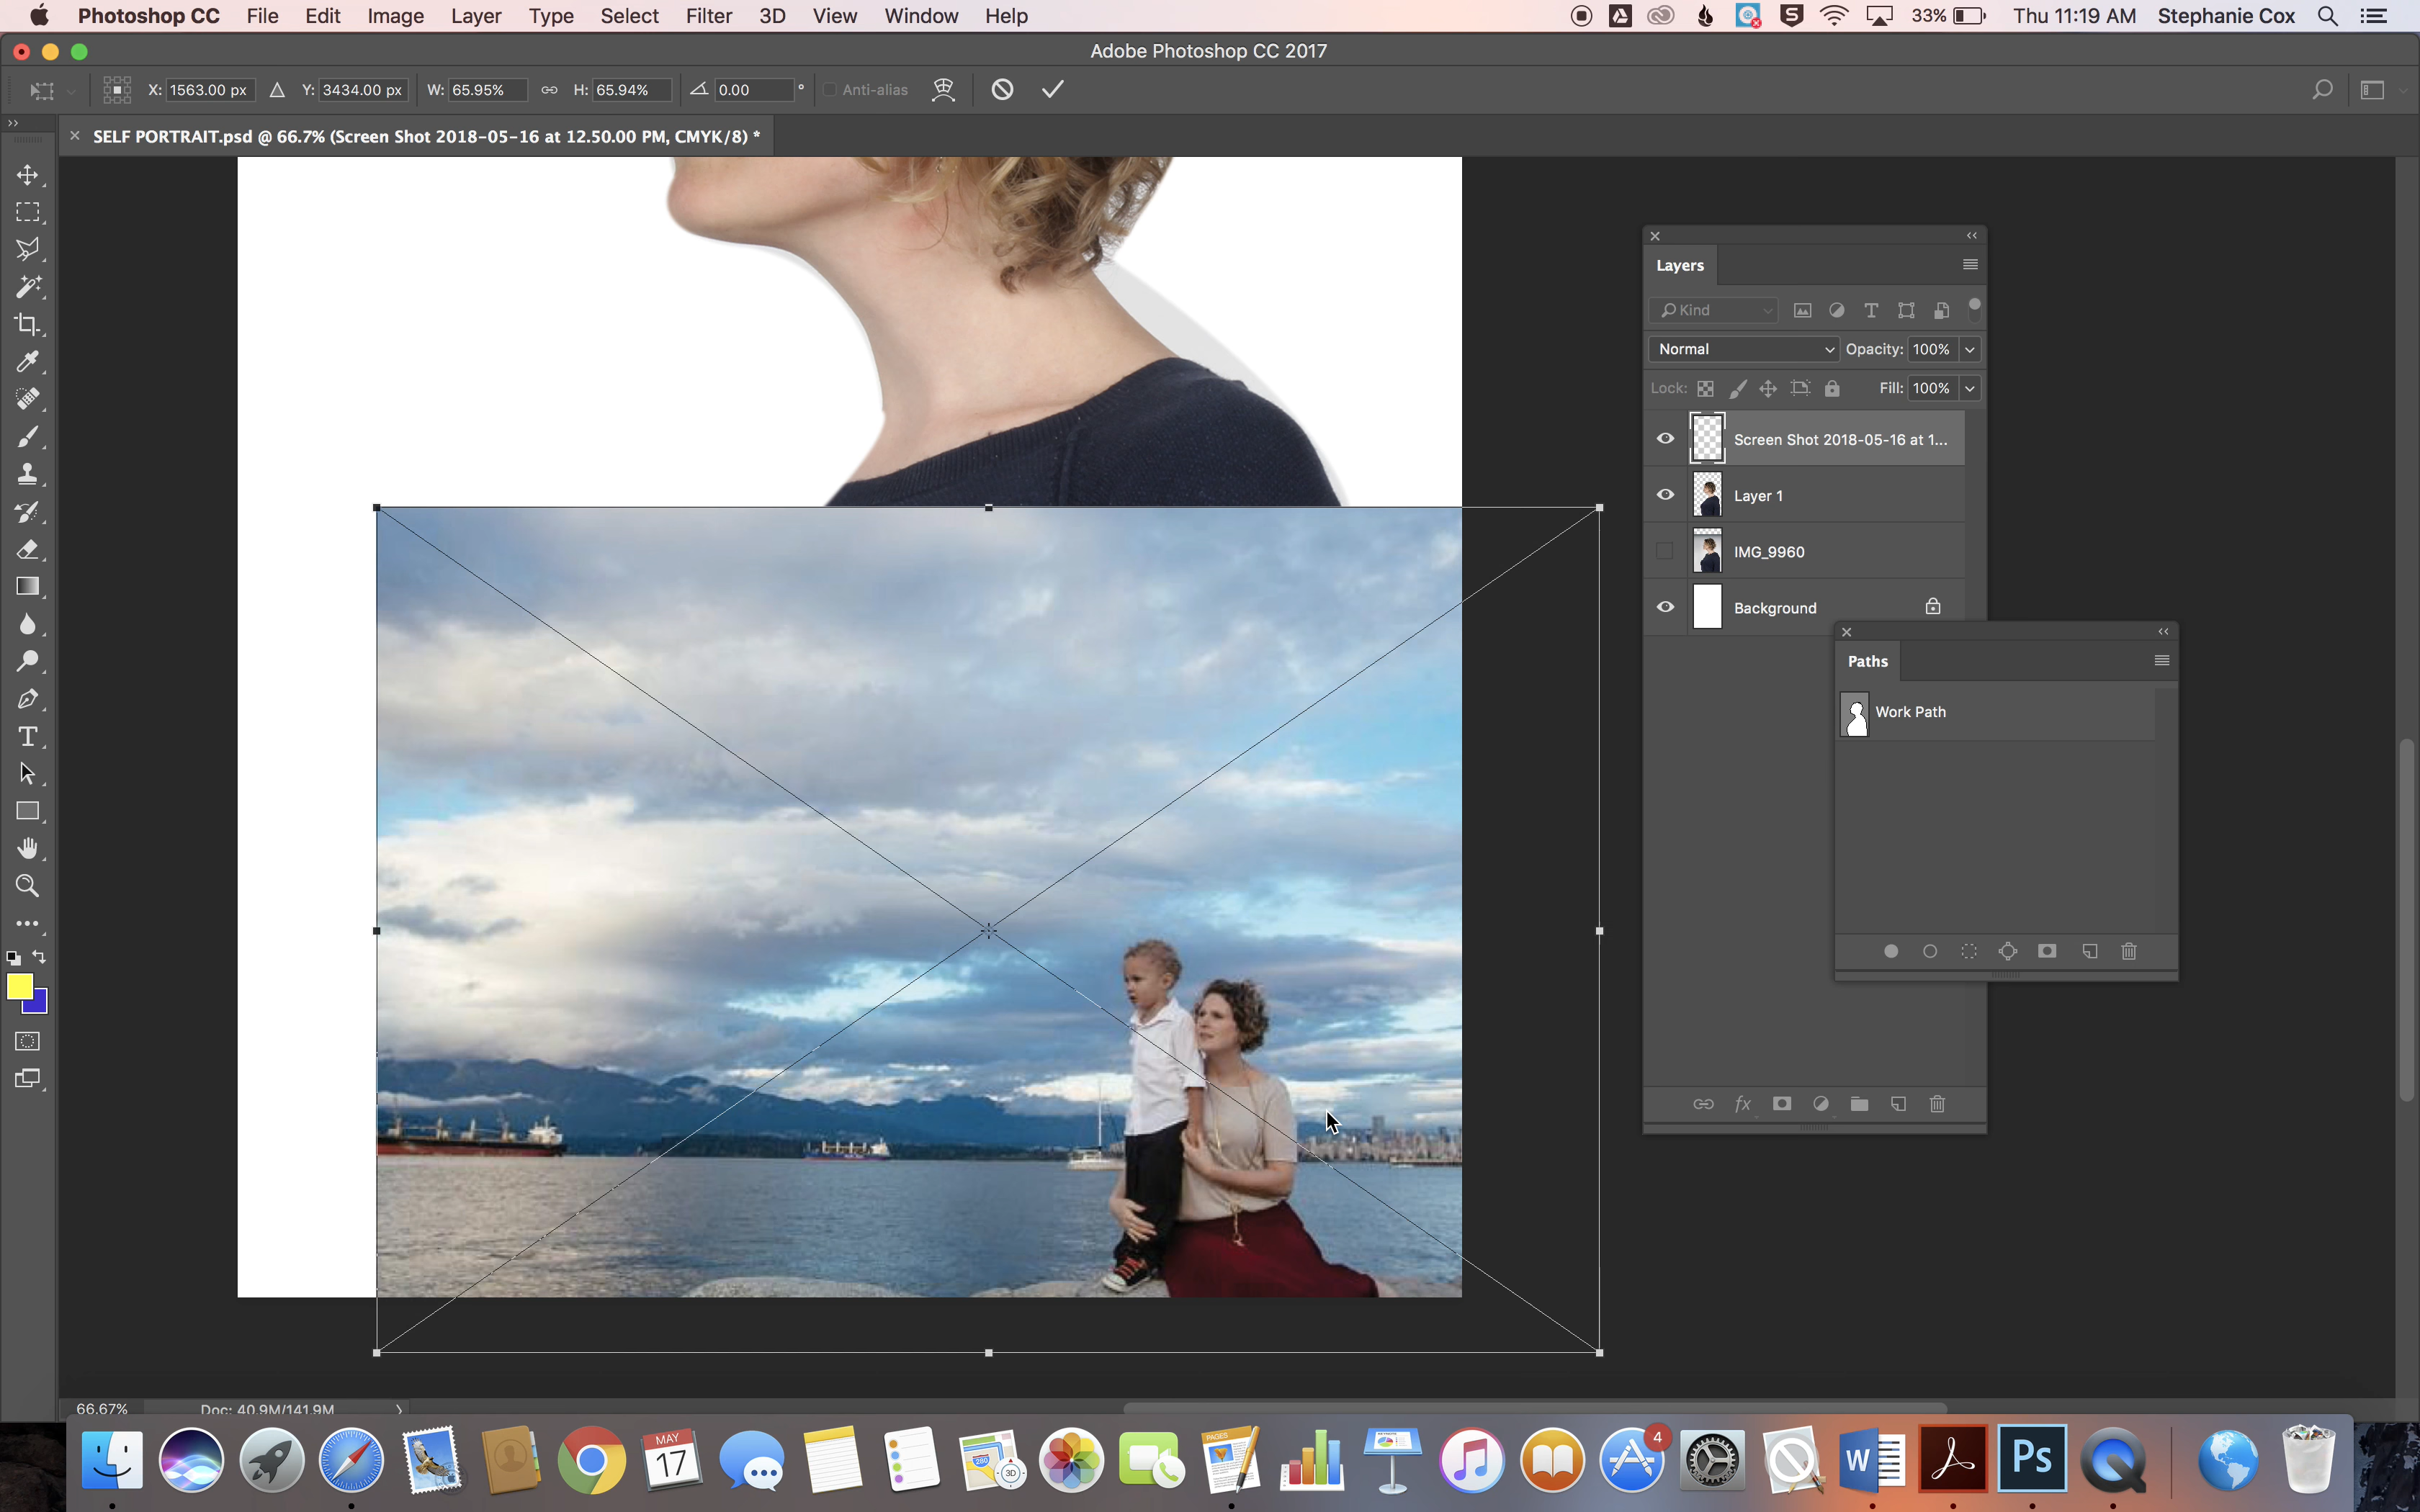 Photoshop CC File Edit Image Layer Type Select Filter 3D View Window Help 33% Thu 11:19 AM Stephanie Cox
Adobe Photoshop CC 2017
X: 1563.00 px Y: 3434.00 px W: 65.95% H: 65.94% 0.00 ° Anti-alias
SELF PORTRAIT.psd @ 66.7% (Screen Shot 2018-05-16 at 12.50.00 PM, CMYK/8) *
Layers
Kind
Normal Opacity: 100%
Lock: Fill: 100%
Screen Shot 2018-05-16 at 1...
Layer 1
IMG_9960
Background
Paths
Work Path
fx
66.67% Doc: 40.9M/141.9M
MAY
17
280
3D
PAGES
4
W
Ps